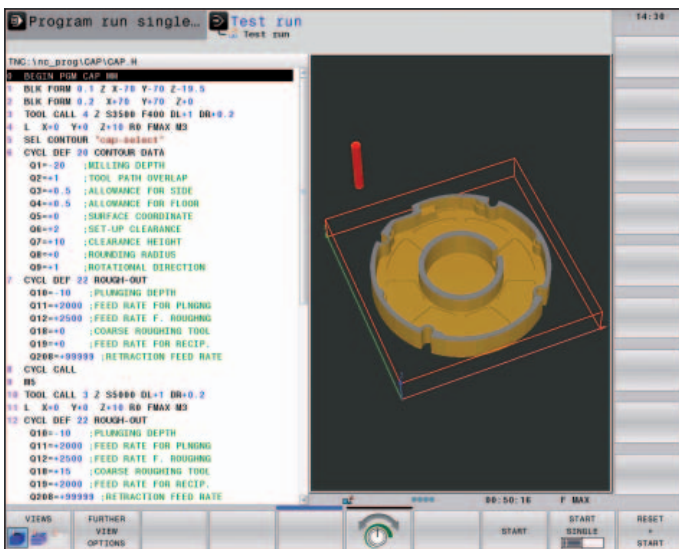 Program run single… Test run
Test run
14:30
TNC:\nc_prog\CAP\CAP.H
0 BEGIN PGM CAP MM
1 BLK FORM 0.1 Z X-70 Y-70 Z-19.5
2 BLK FORM 0.2 X+70 Y+70 Z+0
3 TOOL CALL 4 Z S3500 F400 DL+1 DR+0.2
4 L X+0 Y+0 Z+10 R0 FMAX M3
5 SEL CONTOUR "cap-select"
6 CYCL DEF 20 CONTOUR DATA
Q1=-20 ;MILLING DEPTH
Q2=+1 ;TOOL PATH OVERLAP
Q3=+0.5 ;ALLOWANCE FOR SIDE
Q4=+0.5 ;ALLOWANCE FOR FLOOR
Q5=+0 ;SURFACE COORDINATE
Q6=+2 ;SET-UP CLEARANCE
Q7=+10 ;CLEARANCE HEIGHT
Q8=+0 ;ROUNDING RADIUS
Q9=+1 ;ROTATIONAL DIRECTION
7 CYCL DEF 22 ROUGH-OUT
Q10=-10 ;PLUNGING DEPTH
Q11=+2000 ;FEED RATE FOR PLNGNG
Q12=+2500 ;FEED RATE F. ROUGHNG
Q18=+0 ;COARSE ROUGHING TOOL
Q19=+0 ;FEED RATE FOR RECIP.
Q208=+99999 ;RETRACTION FEED RATE
8 CYCL CALL
9 M5
10 TOOL CALL 3 Z S5000 DL+1 DR+0.2
11 L X+0 Y+0 Z+10 R0 FMAX M3
12 CYCL DEF 22 ROUGH-OUT
Q10=-10 ;PLUNGING DEPTH
Q11=+2000 ;FEED RATE FOR PLNGNG
Q12=+2500 ;FEED RATE F. ROUGHNG
Q18=+15 ;COARSE ROUGHING TOOL
Q19=+2000 ;FEED RATE FOR RECIP.
Q208=+99999 ;RETRACTION FEED RATE
00:50:16 F MAX
VIEWS
FURTHER
VIEW
OPTIONS
START
START
SINGLE
RESET
+
START